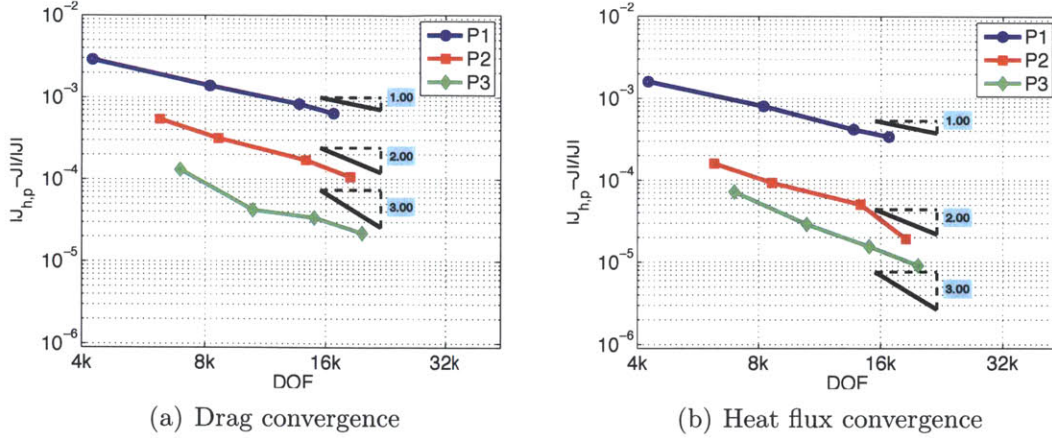 10^-2
10^-3
10^-4
10^-5
10^-6
|J_h,p-J|/|J|
P1
P2
P3
1.00
2.00
3.00
4k
8k
16k
32k
DOF
(a) Drag convergence
10^-2
10^-3
10^-4
10^-5
10^-6
|J_h,p-J|/|J|
P1
P2
P3
1.00
2.00
3.00
4k
8k
16k
32k
DOF
(b) Heat flux convergence